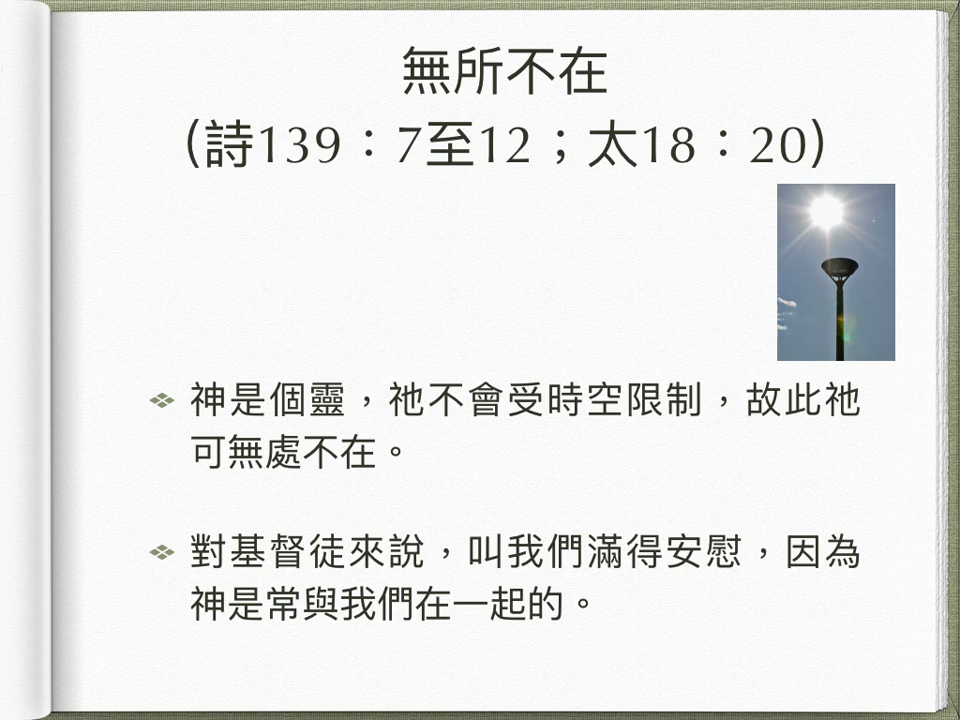 無所不在
(詩139：7至12；太18：20)
神是個靈，祂不會受時空限制，故此祂
可無處不在。
對基督徒來說，叫我們滿得安慰，因為
神是常與我們在一起的。